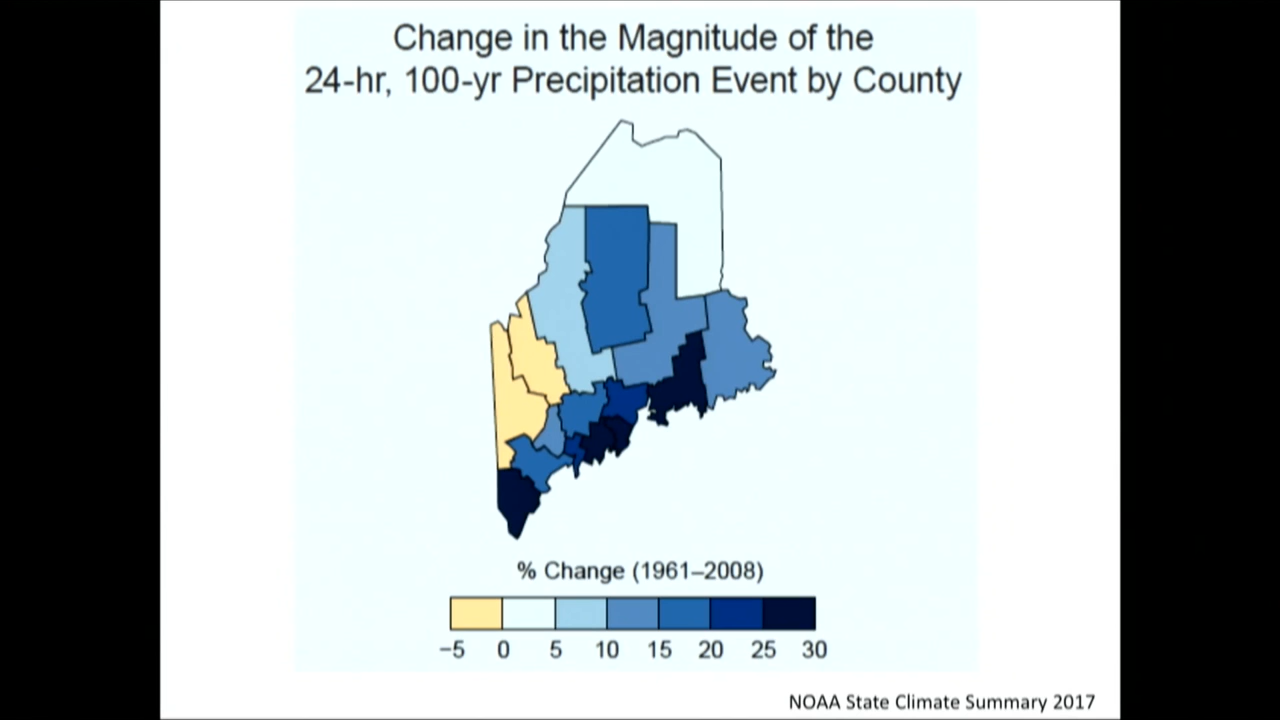 Change in the Magnitude of the
24-hr, 100-yr Precipitation Event by County
% Change (1961–2008)
−5 0 5 10 15 20 25 30
NOAA State Climate Summary 2017